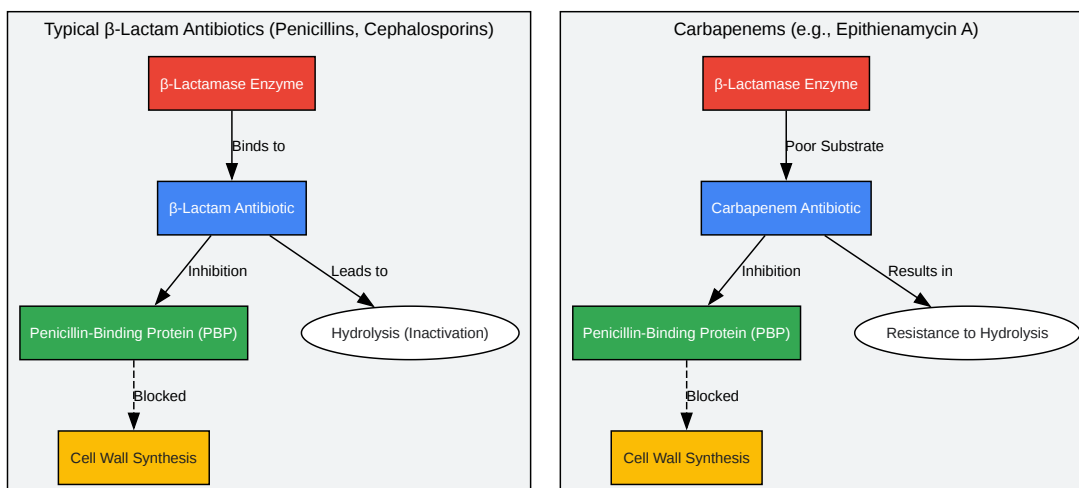 Typical β-Lactam Antibiotics (Penicillins, Cephalosporins)
β-Lactamase Enzyme
Binds to
β-Lactam Antibiotic
Inhibition
Leads to
Penicillin-Binding Protein (PBP)
Hydrolysis (Inactivation)
Blocked
Cell Wall Synthesis
Carbapenems (e.g., Epithienamycin A)
β-Lactamase Enzyme
Poor Substrate
Carbapenem Antibiotic
Inhibition
Results in
Penicillin-Binding Protein (PBP)
Resistance to Hydrolysis
Blocked
Cell Wall Synthesis